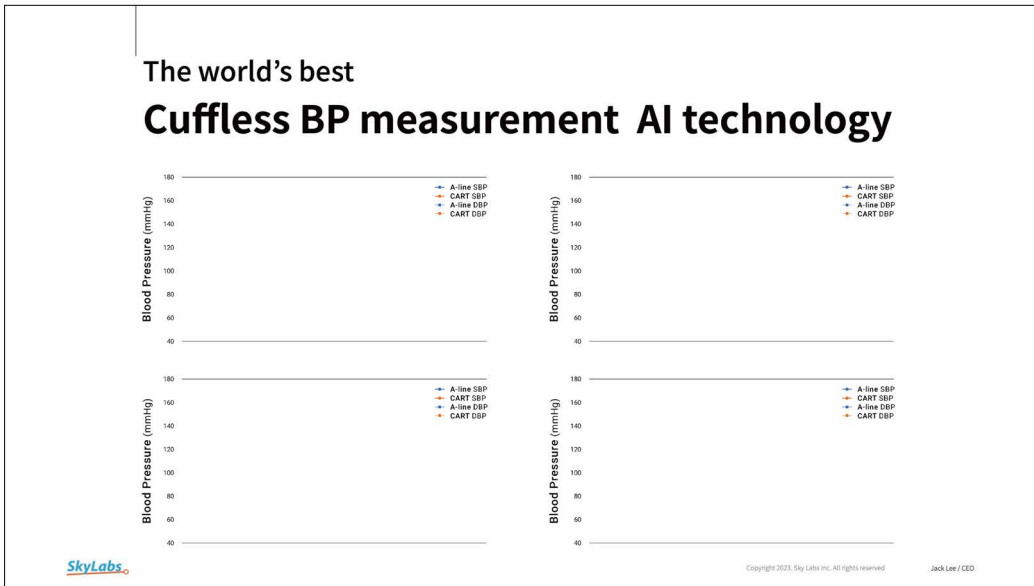 The world’s best
Cuffless BP measurement AI technology
Blood Pressure (mmHg)
180
160
140
120
100
80
60
40
A-line SBP
CART SBP
A-line DBP
CART DBP
Blood Pressure (mmHg)
180
160
140
120
100
80
60
40
A-line SBP
CART SBP
A-line DBP
CART DBP
Blood Pressure (mmHg)
180
160
140
120
100
80
60
40
A-line SBP
CART SBP
A-line DBP
CART DBP
Blood Pressure (mmHg)
180
160
140
120
100
80
60
40
A-line SBP
CART SBP
A-line DBP
CART DBP
SkyLabs
Copyright 2023. Sky Labs Inc. All rights reserved
Jack Lee / CEO